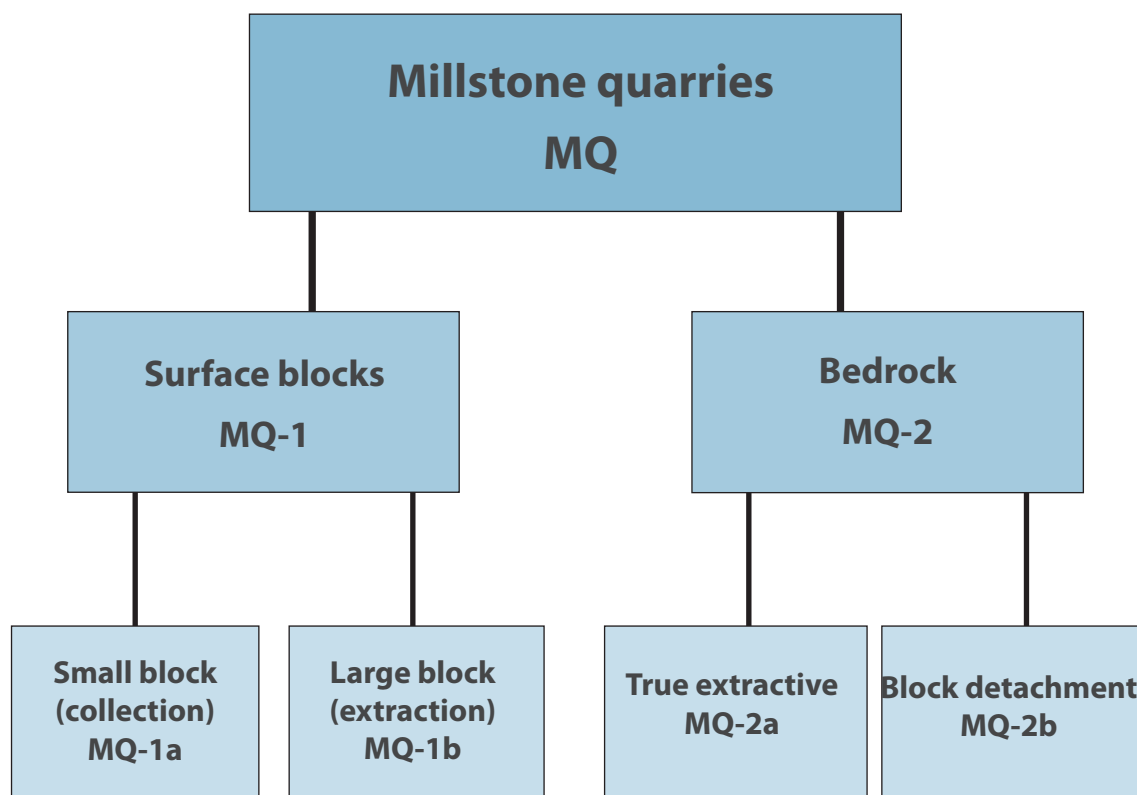 Millstone quarries
MQ
Surface blocks
MQ-1
Bedrock
MQ-2
Small block
(collection)
MQ-1a
Large block
(extraction)
MQ-1b
True extractive
MQ-2a
Block detachment
MQ-2b